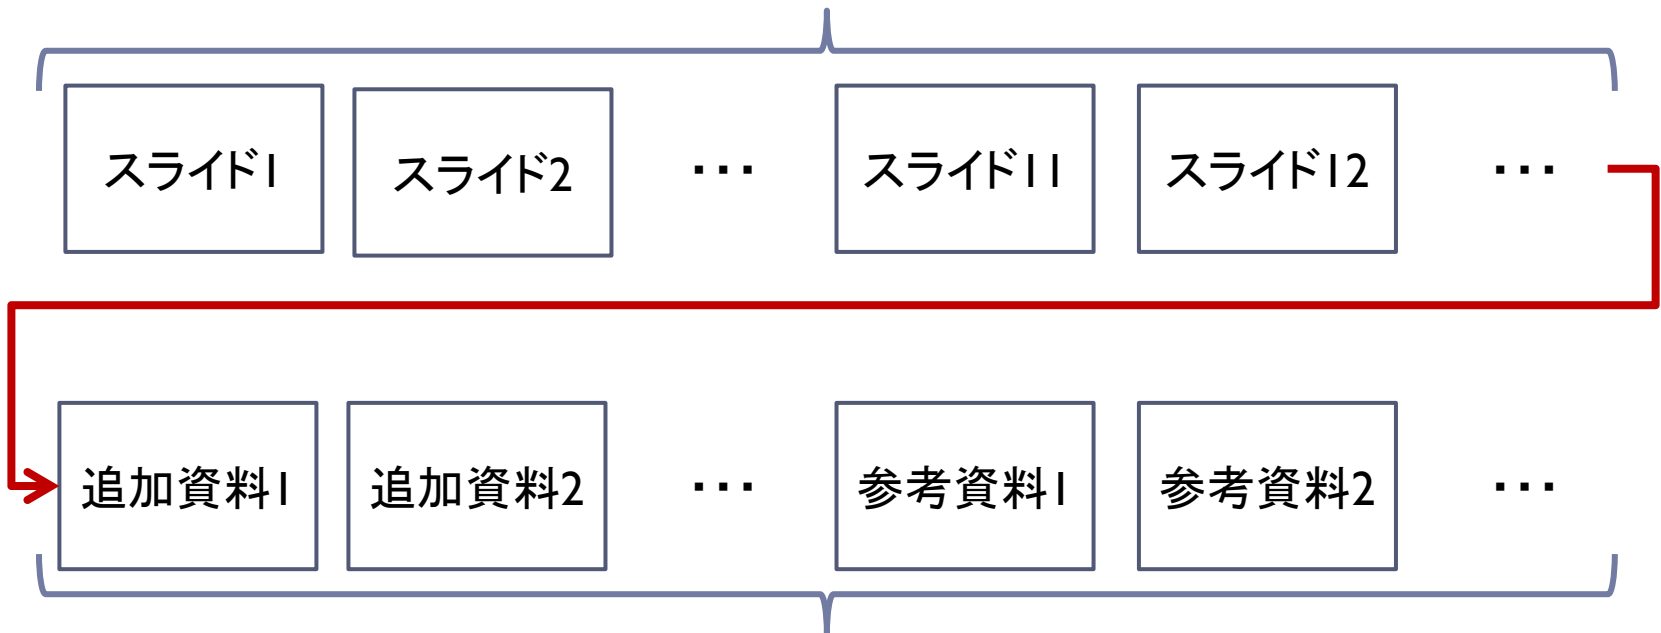 スライド1 スライド2 ・・・ スライド11 スライド12 ・・・
追加資料1 追加資料2 ・・・ 参考資料1 参考資料2 ・・・